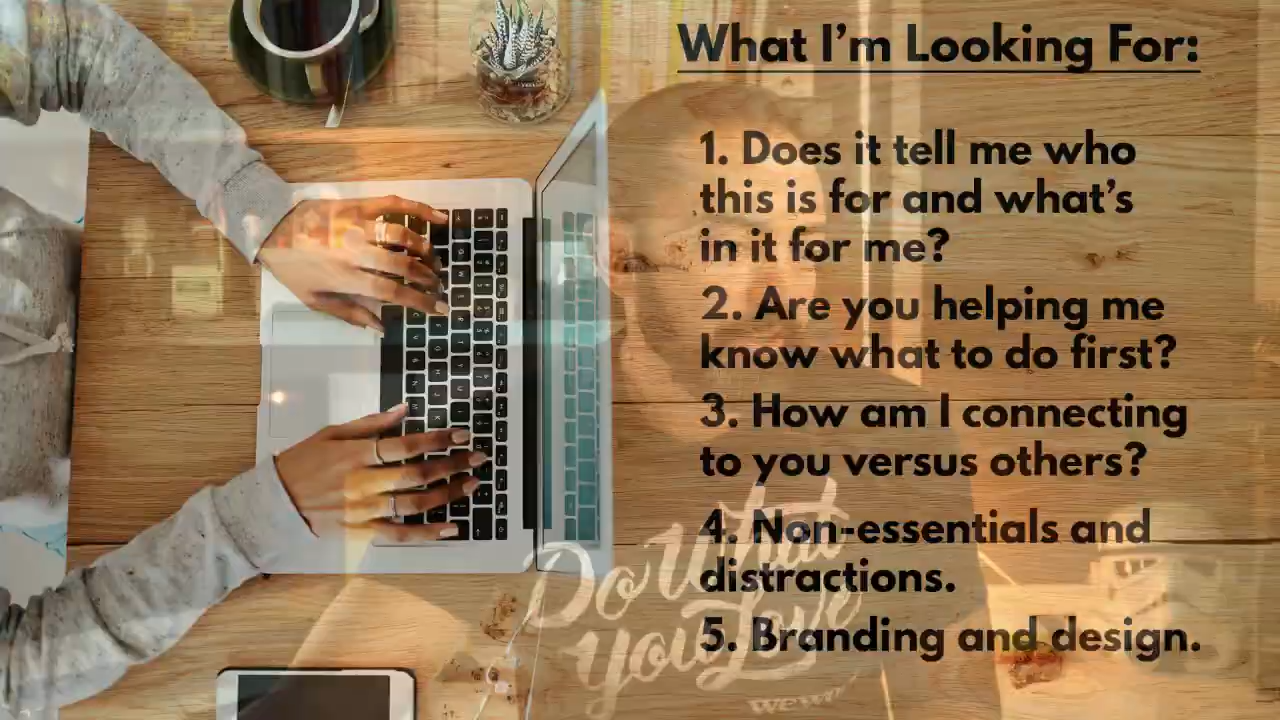 What I'm Looking For:
1. Does it tell me who
this is for and what's
in it for me?
2. Are you helping me
know what to do first?
3. How am I connecting
to you versus others?
4. Non-essentials and
distractions.
5. Branding and design.
Do What
you Love